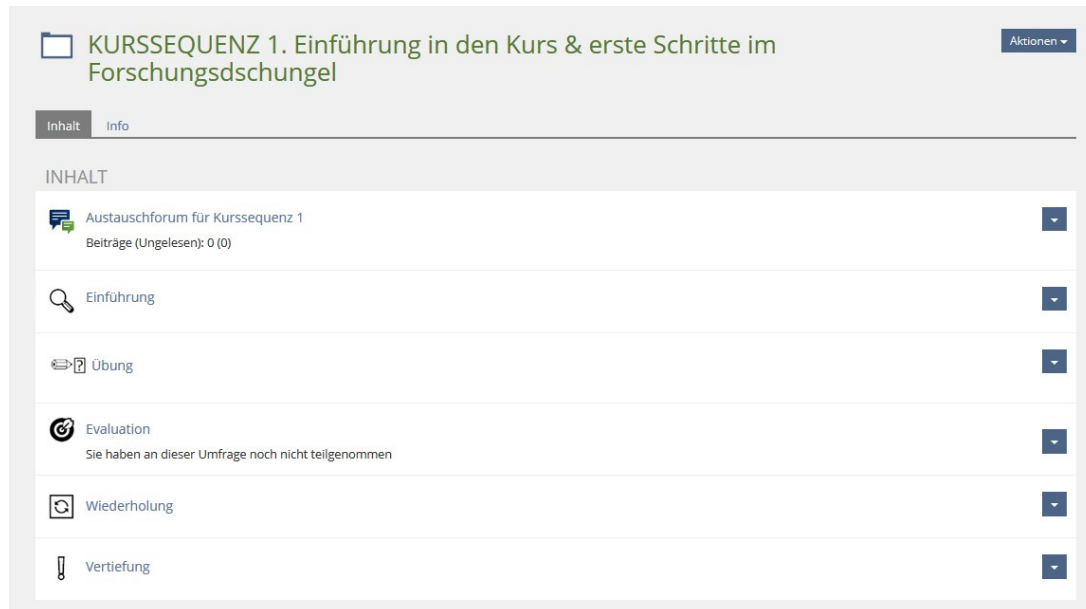 KURSSEQUENZ 1. Einführung in den Kurs & erste Schritte im
Forschungsdschungel
Aktionen
Inhalt
Info
INHALT
Austauschforum für Kurssequenz 1
Beiträge (Ungelesen): 0 (0)
Einführung
Übung
Evaluation
Sie haben an dieser Umfrage noch nicht teilgenommen
Wiederholung
Vertiefung